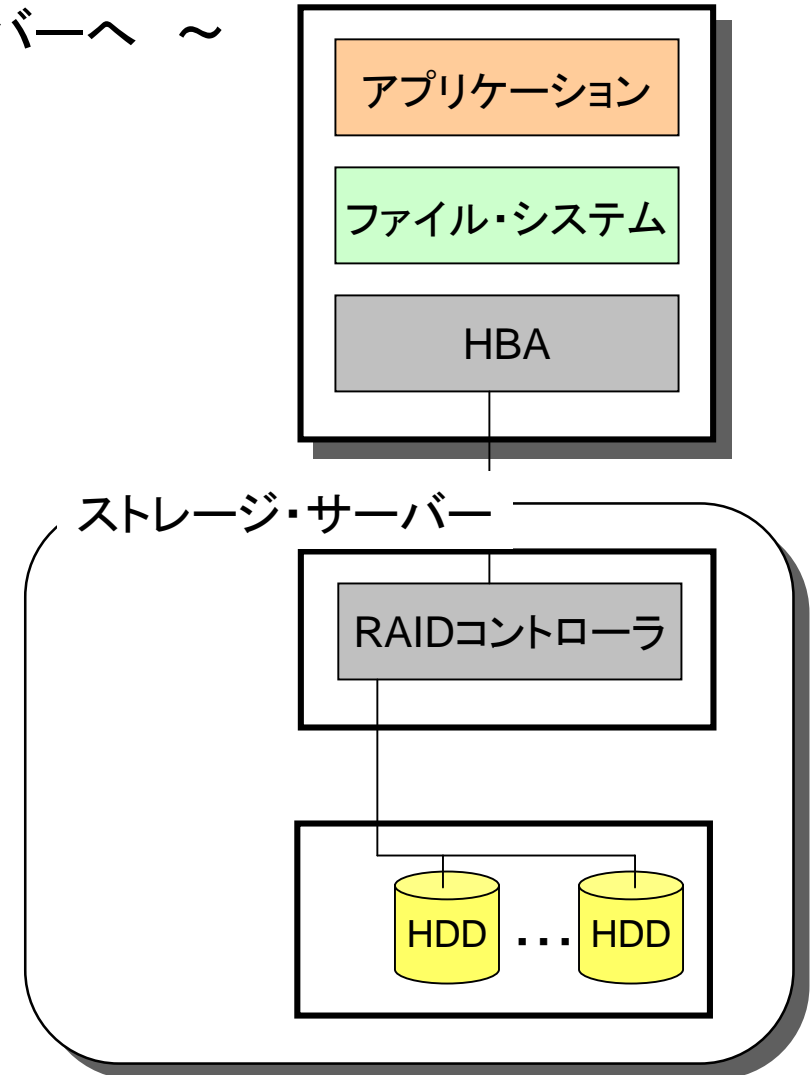 バーへ ～
アプリケーション
ファイル・システム
HBA
ストレージ・サーバー
RAIDコントローラ
HDD ... HDD